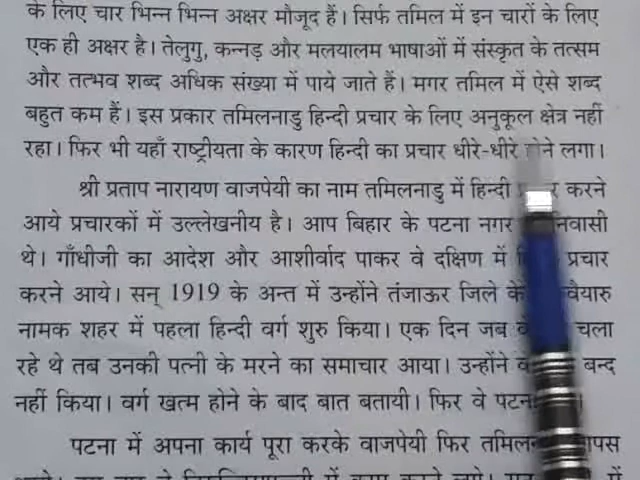 के लिए चार भिन्न भिन्न अक्षर मौजूद हैं। सिर्फ तमिल में इन चारों के लिए
एक ही अक्षर है। तेलुगु, कन्नड़ और मलयालम भाषाओं में संस्कृत के तत्सम
और तत्भव शब्द अधिक संख्या में पाये जाते हैं। मगर तमिल में ऐसे शब्द
बहुत कम हैं। इस प्रकार तमिलनाडु हिन्दी प्रचार के लिए अनुकूल क्षेत्र नहीं
रहा। फिर भी यहाँ राष्ट्रीयता के कारण हिन्दी का प्रचार धीरे-धीरे होने लगा।
श्री प्रताप नारायण वाजपेयी का नाम तमिलनाडु में हिन्दी करने
आये प्रचारकों में उल्लेखनीय है। आप बिहार के पटना नगर
थे। गाँधीजी का आदेश और आशीर्वाद पाकर वे दक्षिण में प्रचार
करने आये। सन् 1919 के अन्त में उन्होंने तंजाऊर जिले के
नामक शहर में पहला हिन्दी वर्ग शुरु किया। एक दिन जब चला
रहे थे तब उनकी पत्नी के मरने का समाचार आया। उन्होंने बन्द
नहीं किया। वर्ग खत्म होने के बाद बात बतायी। फिर वे
पटना में अपना कार्य पूरा करके वाजपेयी फिर